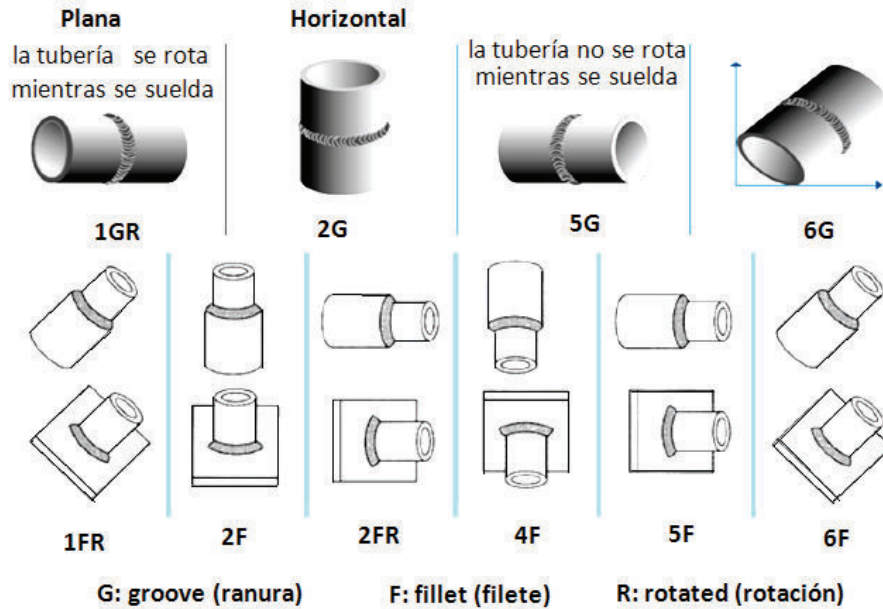 Plana
la tubería se rota
mientras se suelda
Horizontal
la tubería no se rota
mientras se suelda
1GR
2G
5G
6G
1FR
2F
2FR
4F
5F
6F
G: groove (ranura)
F: fillet (filete)
R: rotated (rotación)